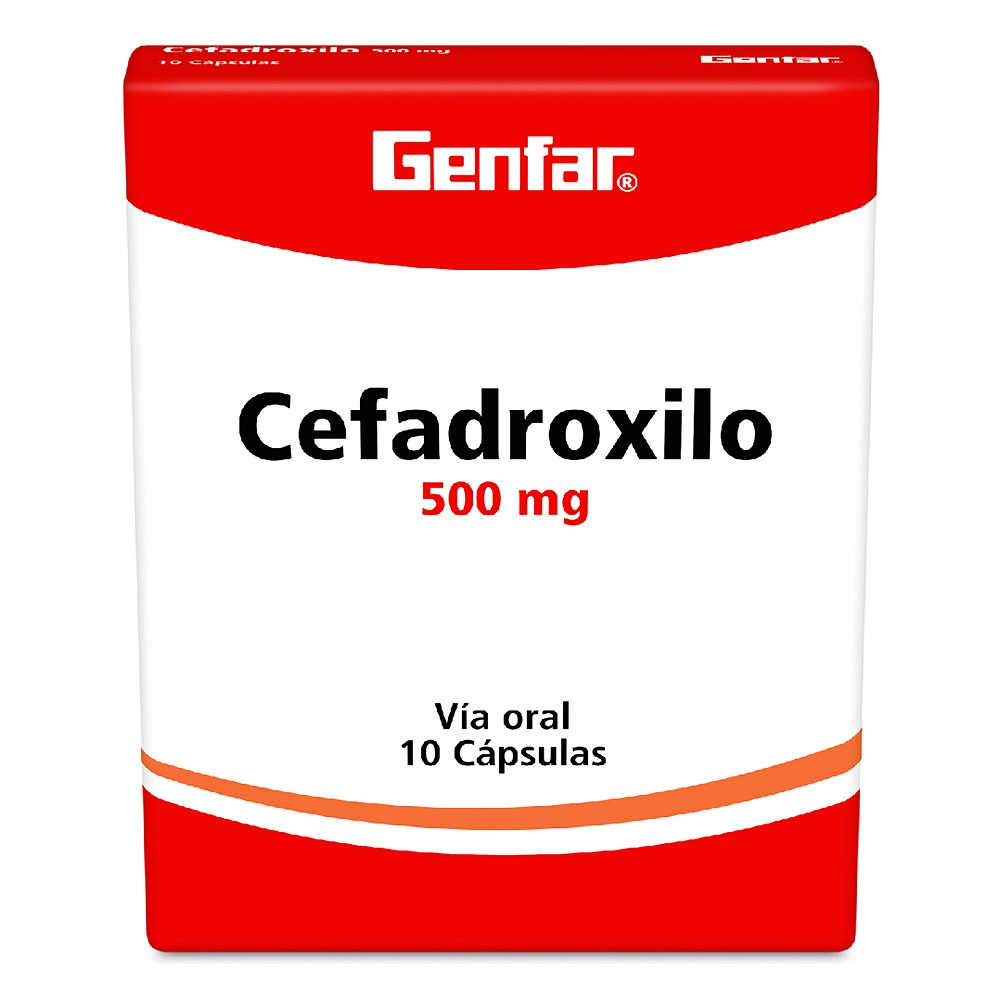 Cefadroxilo 500 mg
10 Cápsulas
Genfar
Genfar®
Cefadroxilo
500 mg
Vía oral
10 Cápsulas